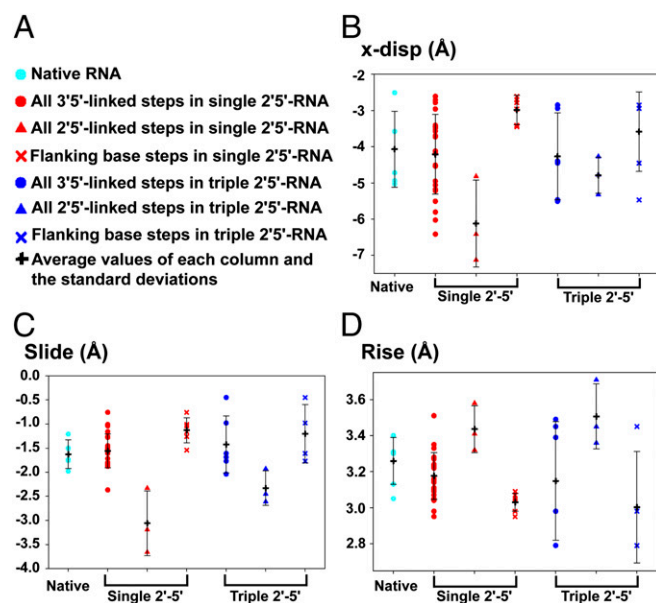 A
Native RNA
All 3'5'-linked steps in single 2'5'-RNA
All 2'5'-linked steps in single 2'5'-RNA
Flanking base steps in single 2'5'-RNA
All 3'5'-linked steps in triple 2'5'-RNA
All 2'5'-linked steps in triple 2'5'-RNA
Flanking base steps in triple 2'5'-RNA
Average values of each column and
the standard deviations
B
x-disp (Å)
-2
-3
-4
-5
-6
-7
Native
Single 2'-5'
Triple 2'-5'
C
Slide (Å)
0.0
-0.5
-1.0
-1.5
-2.0
-2.5
-3.0
-3.5
-4.0
Native
Single 2'-5'
Triple 2'-5'
D
Rise (Å)
3.6
3.4
3.2
3.0
2.8
Native
Single 2'-5'
Triple 2'-5'